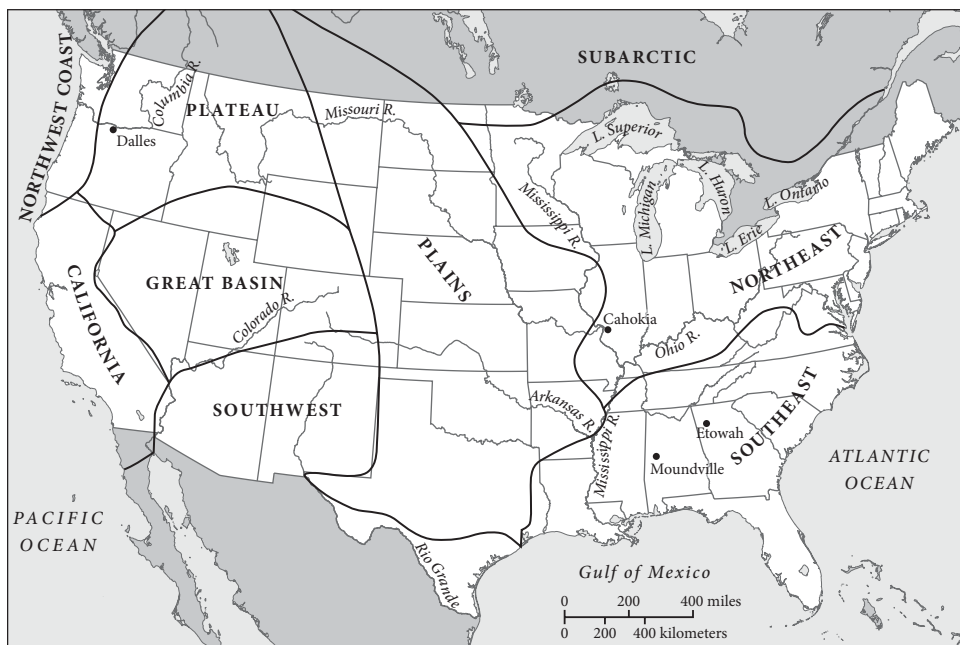 SUBARCTIC
NORTHWEST COAST
Columbia R.
PLATEAU
Missouri R.
Dalles
L. Superior
L. Michigan
L. Huron
L. Ontario
L. Erie
Mississippi R.
NORTHEAST
PLAINS
GREAT BASIN
Colorado R.
CALIFORNIA
Cahokia
Ohio R.
SOUTHWEST
Arkansas R.
Mississippi R.
Etowah
Moundville
SOUTHEAST
ATLANTIC
OCEAN
PACIFIC
OCEAN
Rio Grande
Gulf of Mexico
0 200 400 miles
0 200 400 kilometers